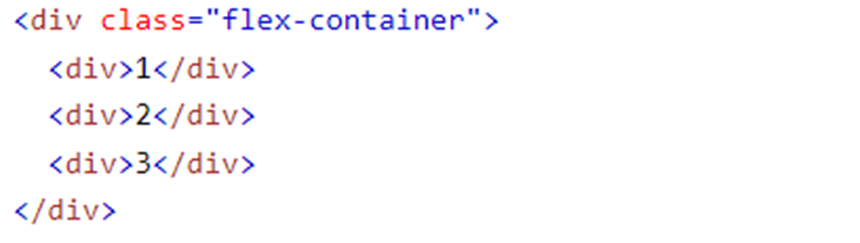 <div class="flex-container">
  <div>1</div>
  <div>2</div>
  <div>3</div>
</div>